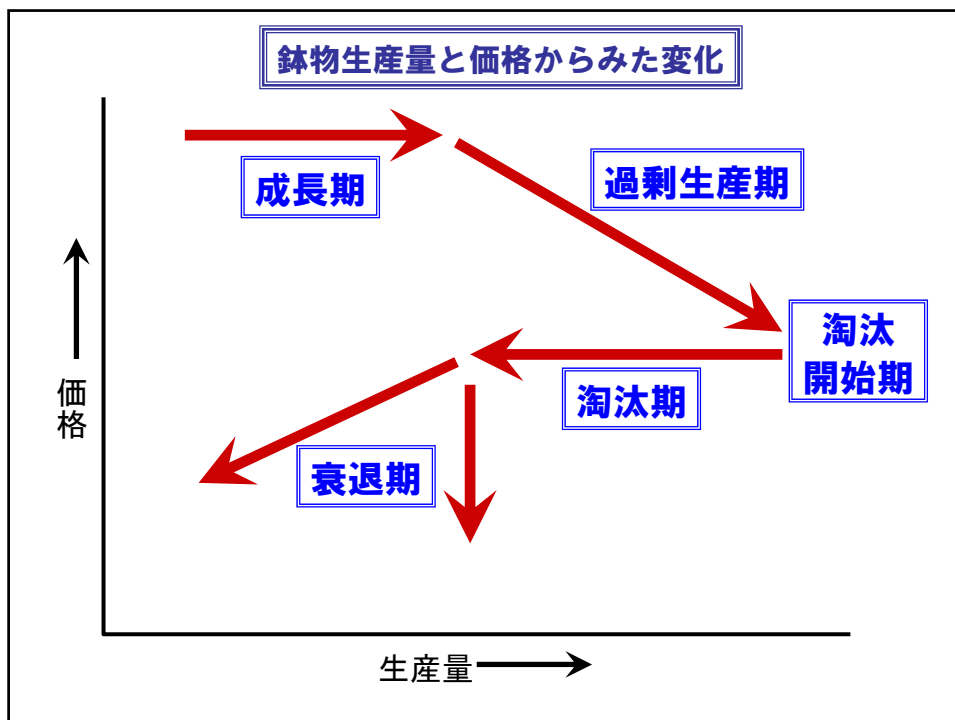 鉢物生産量と価格からみた変化
成長期
過剰生産期
淘汰
開始期
淘汰期
衰退期
価格
生産量